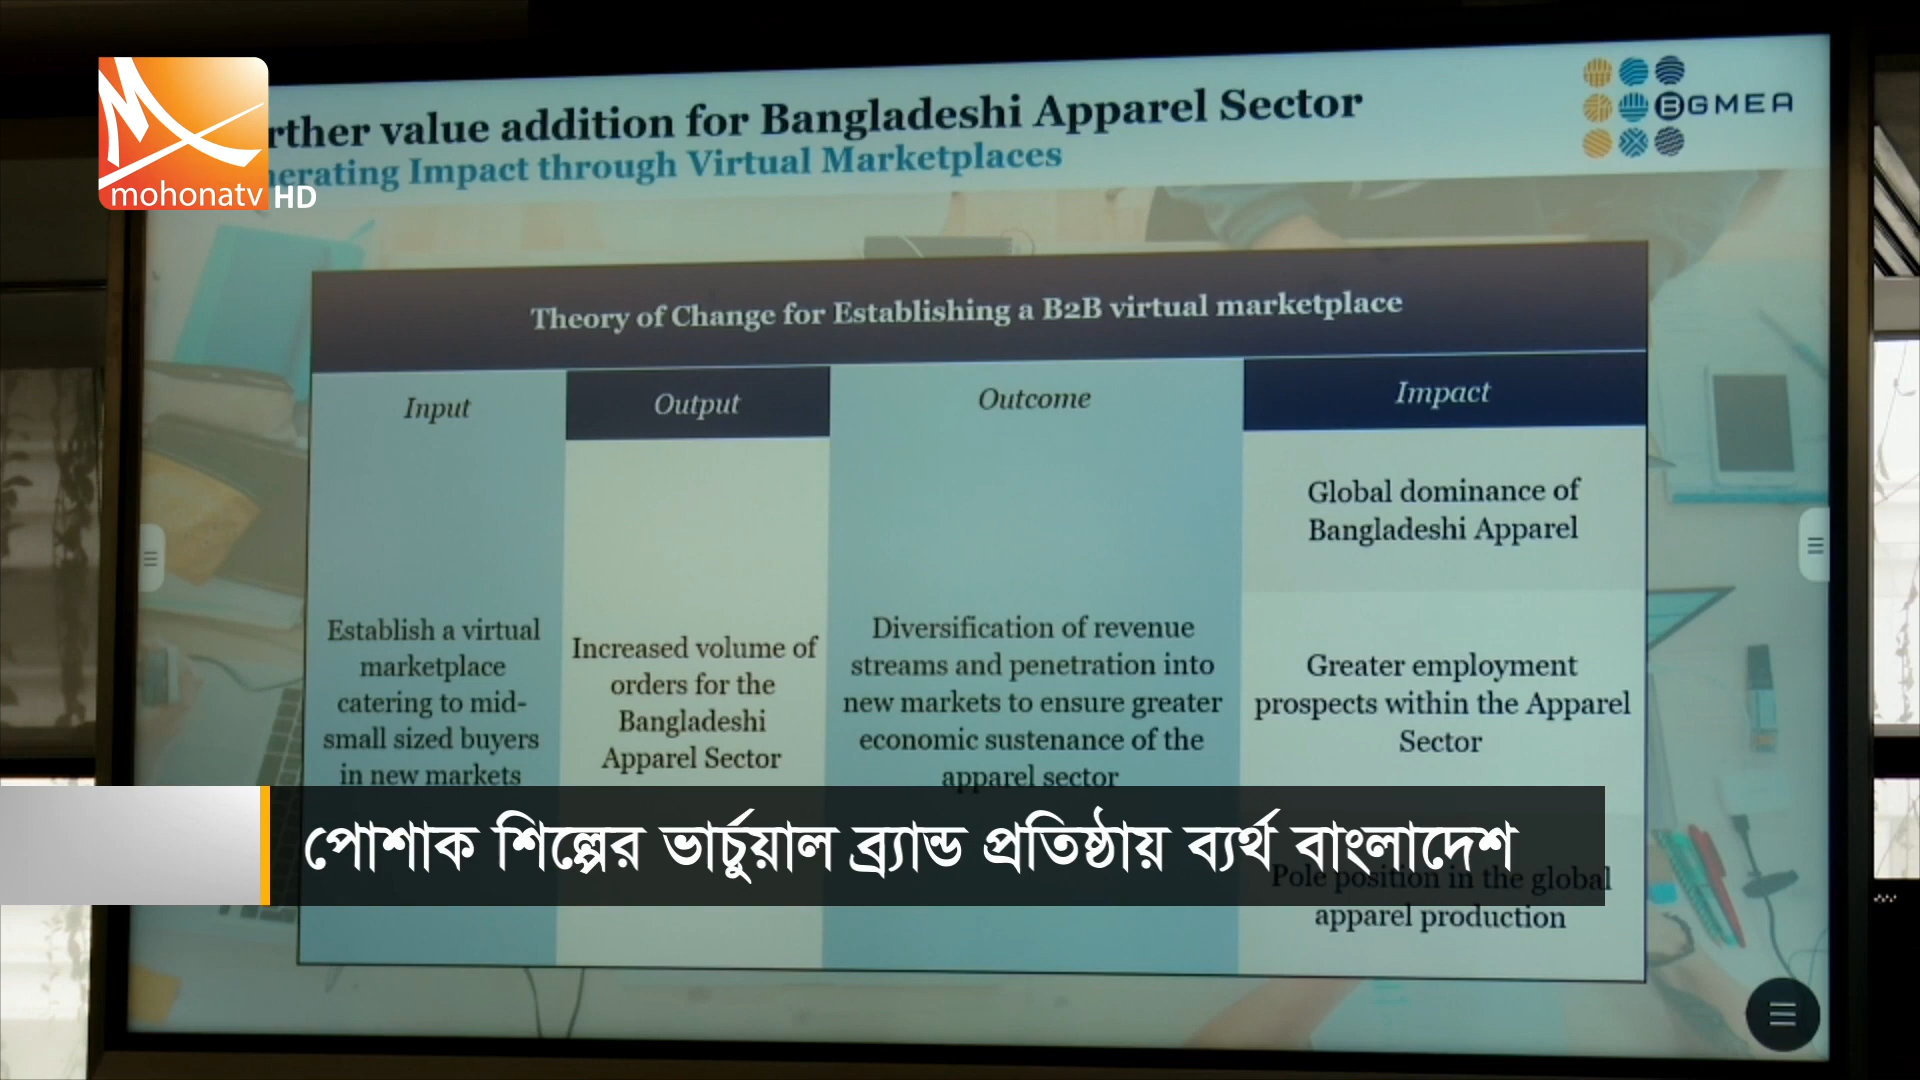 mohonatv HD
rther value addition for Bangladeshi Apparel Sector
nerating Impact through Virtual Marketplaces
BGMEA
Theory of Change for Establishing a B2B virtual marketplace
Input
Output
Outcome
Impact
Establish a virtual
marketplace
catering to mid-
small sized buyers
in new markets
Increased volume of
orders for the
Bangladeshi
Apparel Sector
Diversification of revenue
streams and penetration into
new markets to ensure greater
economic sustenance of the
apparel sector
Global dominance of
Bangladeshi Apparel
Greater employment
prospects within the Apparel
Sector
Pole position in the global
apparel production
পোশাক শিল্পের ভার্চুয়াল ব্র্যান্ড প্রতিষ্ঠায় ব্যর্থ বাংলাদেশ